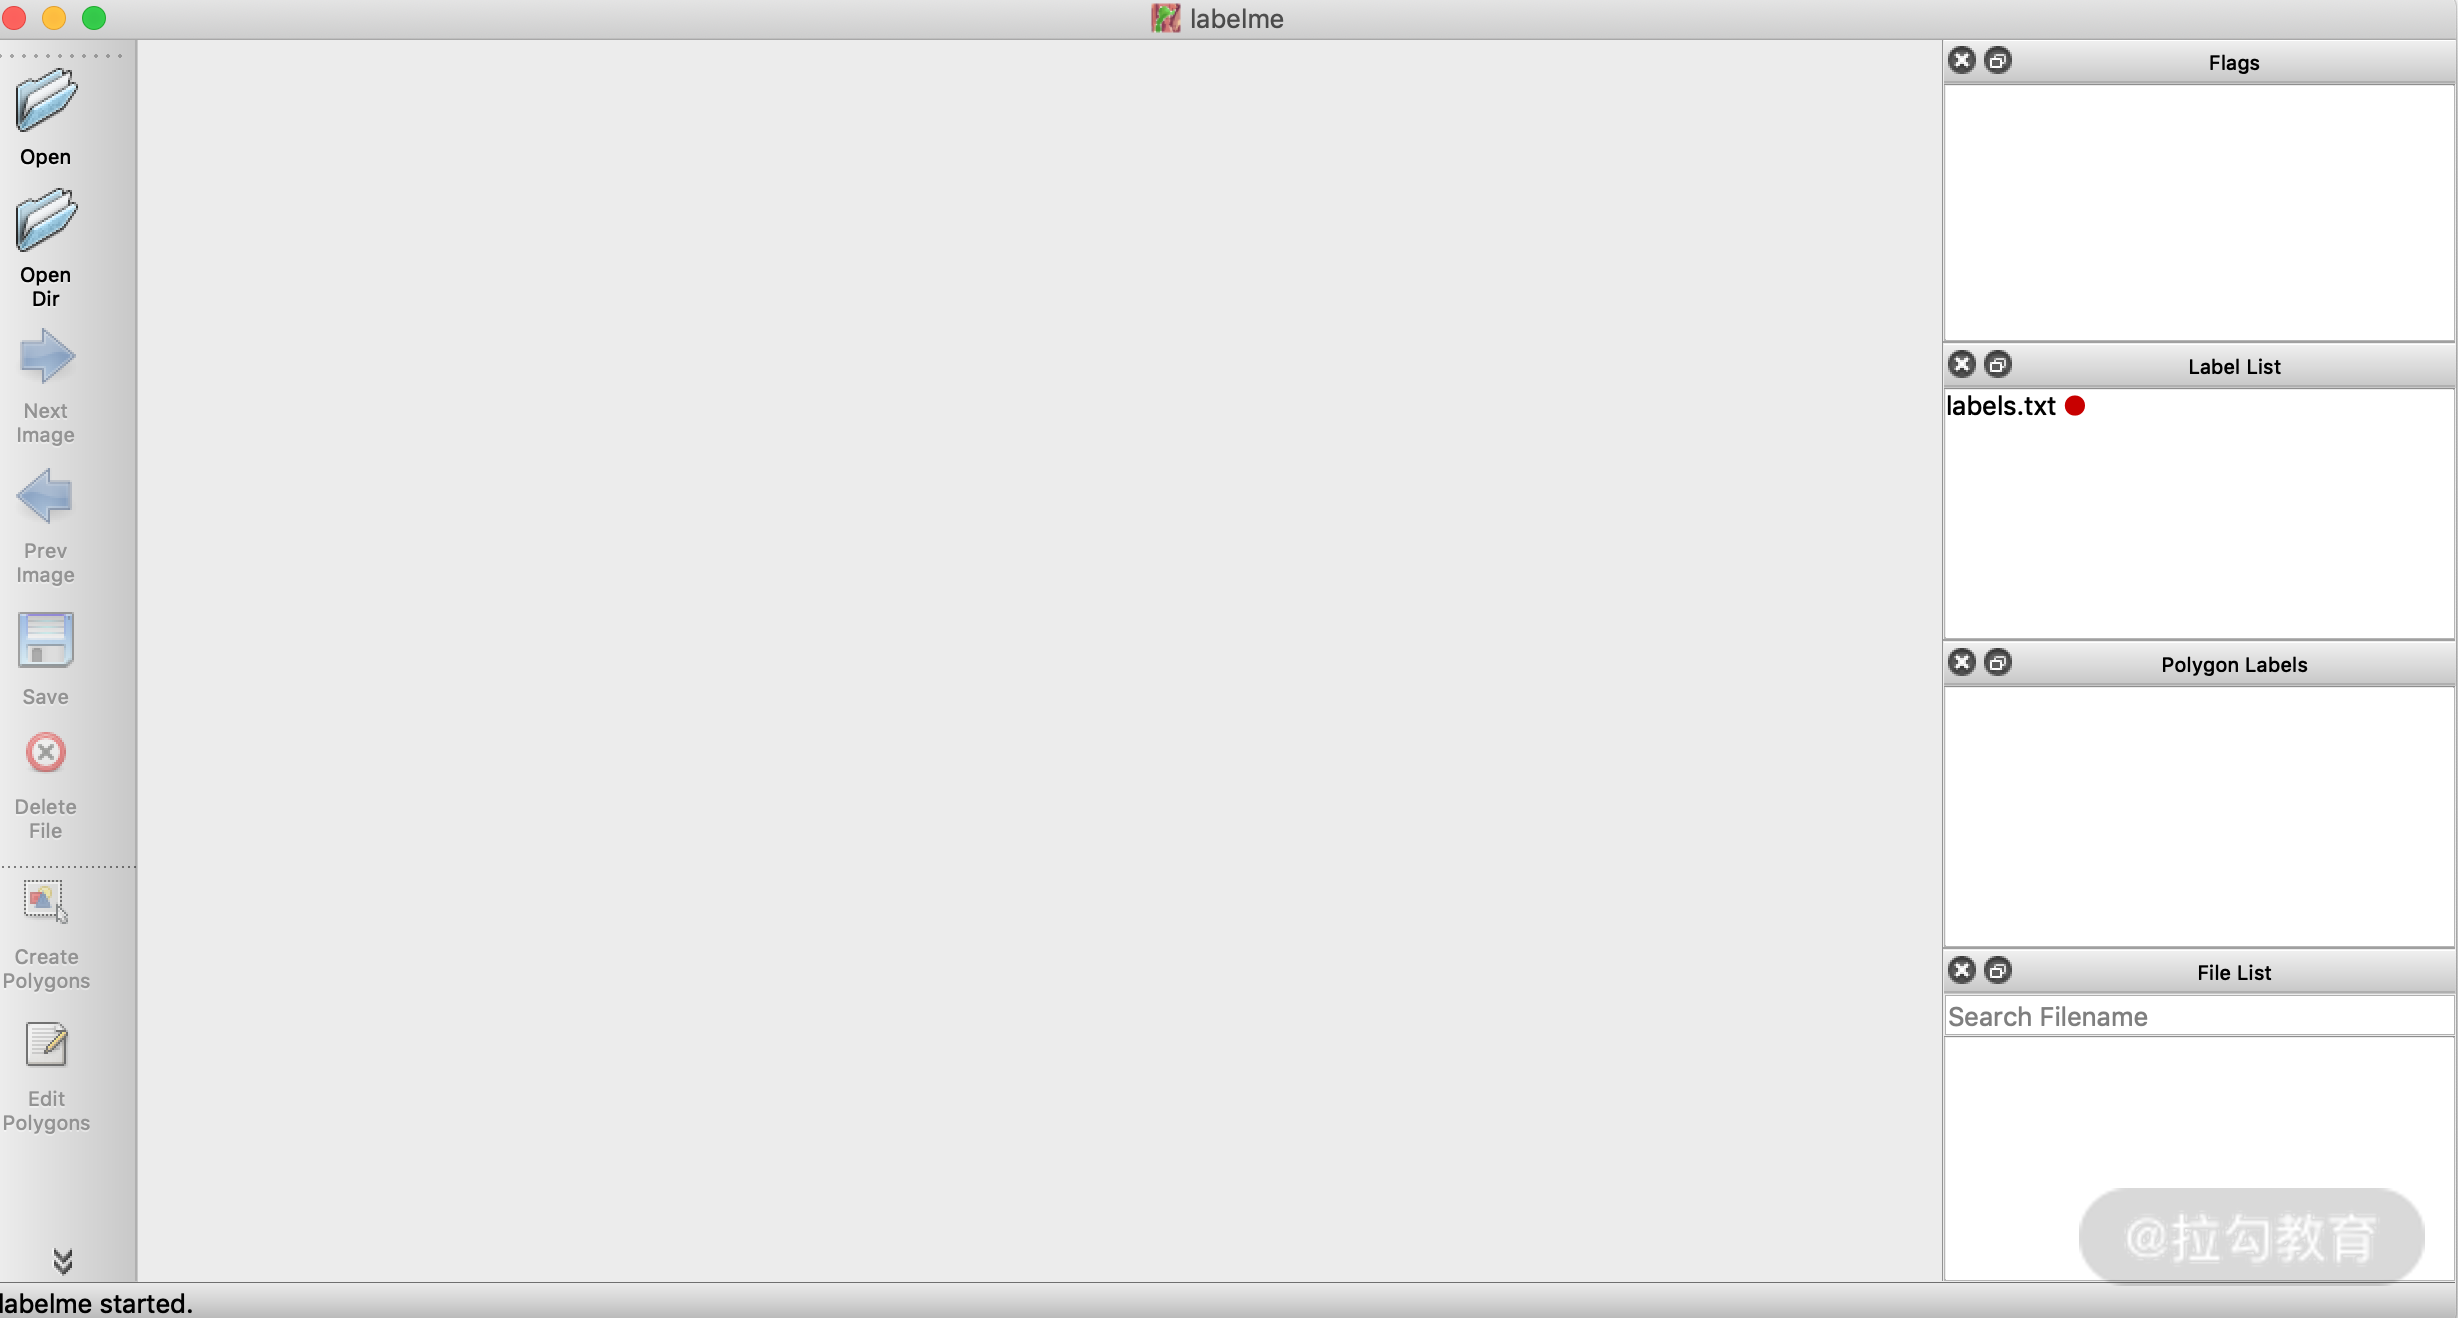 labelme
Open
Open
Dir
Next
Image
Prev
Image
Save
Delete
File
Create
Polygons
Edit
Polygons
Flags
Label List
labels.txt
Polygon Labels
File List
Search Filename
@拉勾教育
labelme started.